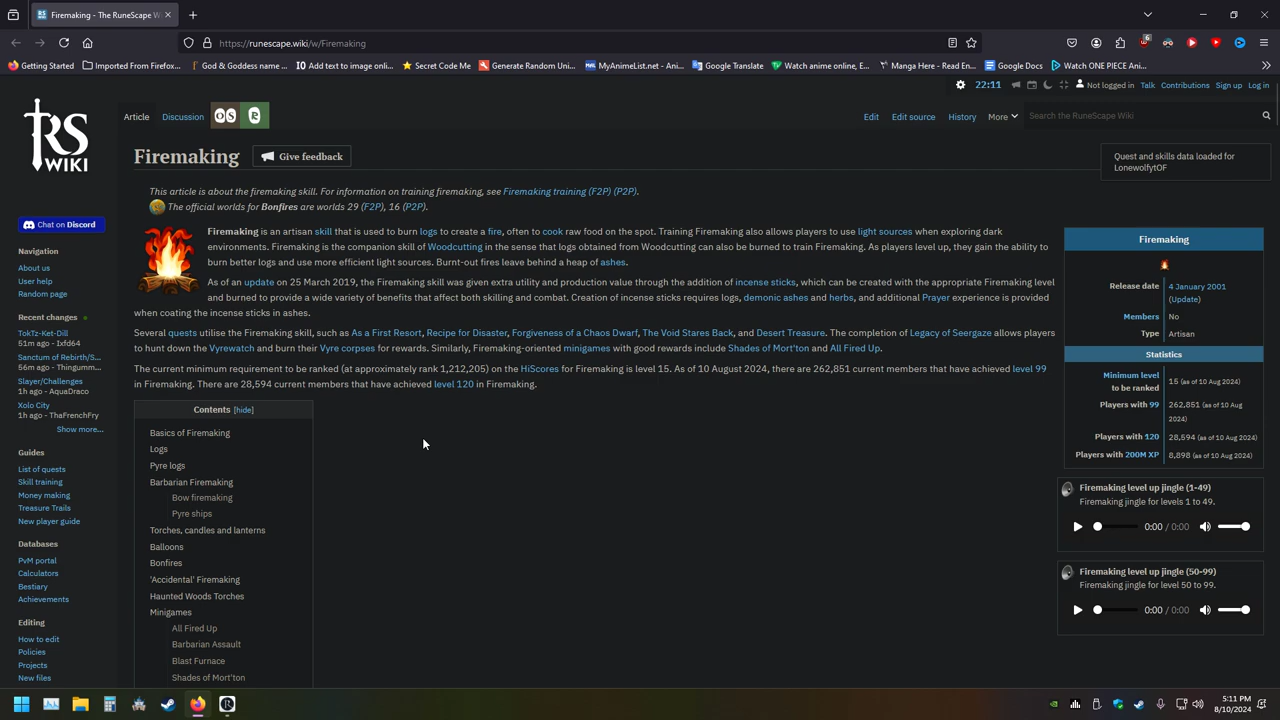 Firemaking - The RuneScape W
https://runescape.wiki/w/Firemaking
6
Getting Started
Imported From Firefox...
God & Goddess name ...
Add text to image onl...
Secret Code Me
Generate Random Uni...
MyAnimeList.net - Ani...
Google Translate
Watch anime online, E...
Manga Here - Read En...
Google Docs
Watch ONE PIECE Ani...
22:11
Not logged in
Talk
Contributions
Sign up
Log in
RS
WIKI
Article
Discussion
OS
R
Edit
Edit source
History
More
Search the RuneScape Wiki
Firemaking
Give feedback
Quest and skills data loaded for
LonewolfytOF
This article is about the firemaking skill. For information on training firemaking, see Firemaking training (F2P) (P2P).
The official worlds for Bonfires are worlds 29 (F2P), 16 (P2P).
Firemaking is an artisan skill that is used to burn logs to create a fire, often to cook raw food on the spot. Training Firemaking also allows players to use light sources when exploring dark
environments. Firemaking is the companion skill of Woodcutting in the sense that logs obtained from Woodcutting can also be burned to train Firemaking. As players level up, they gain the ability to
burn better logs and use more efficient light sources. Burnt-out fires leave behind a heap of ashes.
As of an update on 25 March 2019, the Firemaking skill was given extra utility and production value through the addition of incense sticks, which can be created with the appropriate Firemaking level
and burned to provide a wide variety of benefits that affect both skilling and combat. Creation of incense sticks requires logs, demonic ashes and herbs, and additional Prayer experience is provided
when coating the incense sticks in ashes.
Several quests utilise the Firemaking skill, such as As a First Resort, Recipe for Disaster, Forgiveness of a Chaos Dwarf, The Void Stares Back, and Desert Treasure. The completion of Legacy of Seergaze allows players
to hunt down the Vyrewatch and burn their Vyre corpses for rewards. Similarly, Firemaking-oriented minigames with good rewards include Shades of Mort'ton and All Fired Up.
The current minimum requirement to be ranked (at approximately rank 1,212,205) on the HiScores for Firemaking is level 15. As of 10 August 2024, there are 262,851 current members that have achieved level 99
in Firemaking. There are 28,594 current members that have achieved level 120 in Firemaking.
Contents [hide]
Basics of Firemaking
Logs
Pyre logs
Barbarian Firemaking
Bow firemaking
Pyre ships
Torches, candles and lanterns
Balloons
Bonfires
'Accidental' Firemaking
Haunted Woods Torches
Minigames
All Fired Up
Barbarian Assault
Blast Furnace
Shades of Mort'ton
Chat on Discord
Navigation
About us
User help
Random page
Recent changes
TokTz-Ket-Dill
51m ago - Ixfd64
Sanctum of Rebirth/S...
56m ago - Thingumm...
Slayer/Challenges
1h ago - AquaDraco
Xolo City
1h ago - ThaFrenchFry
Show more...
Guides
List of quests
Skill training
Money making
Treasure Trails
New player guide
Databases
PvM portal
Calculators
Bestiary
Achievements
Editing
How to edit
Policies
Projects
New files
Firemaking
Release date
4 January 2001
(Update)
Members
No
Type
Artisan
Statistics
Minimum level
to be ranked
15 (as of 10 Aug 2024)
Players with 99
262,851 (as of 10 Aug
2024)
Players with 120
28,594 (as of 10 Aug 2024)
Players with 200M XP
8,898 (as of 10 Aug 2024)
Firemaking level up jingle (1-49)
Firemaking jingle for levels 1 to 49.
0:00 / 0:00
Firemaking level up jingle (50-99)
Firemaking jingle for level 50 to 99.
0:00 / 0:00
5:11 PM
8/10/2024